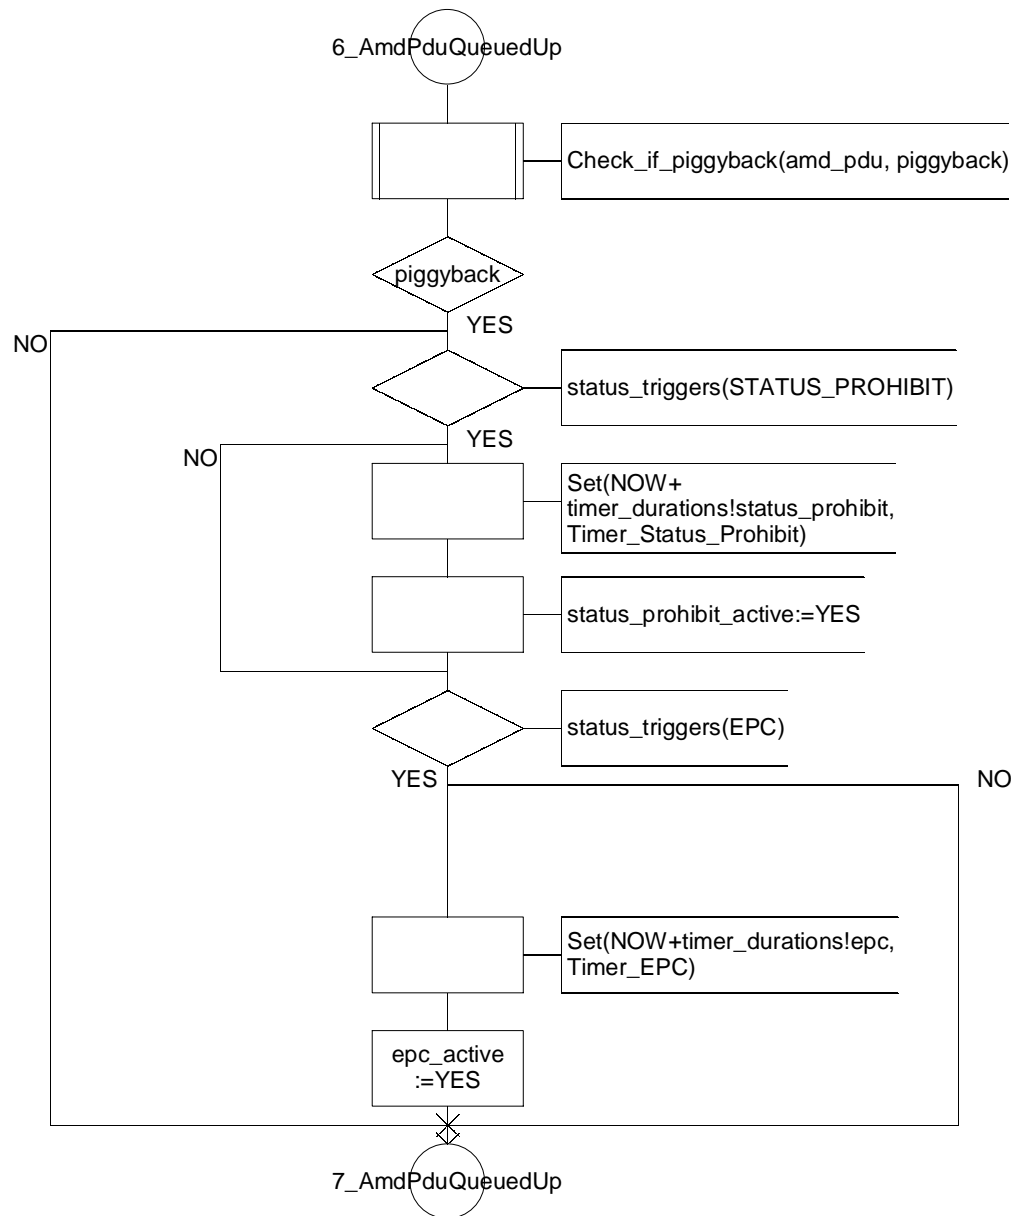 6_AmdPduQueuedUp
Check_if_piggyback(amd_pdu, piggyback)
piggyback
YES
NO
status_triggers(STATUS_PROHIBIT)
YES
NO
Set(NOW+
timer_durations!status_prohibit,
Timer_Status_Prohibit)
status_prohibit_active:=YES
status_triggers(EPC)
YES
NO
Set(NOW+timer_durations!epc,
Timer_EPC)
epc_active
:=YES
7_AmdPduQueuedUp